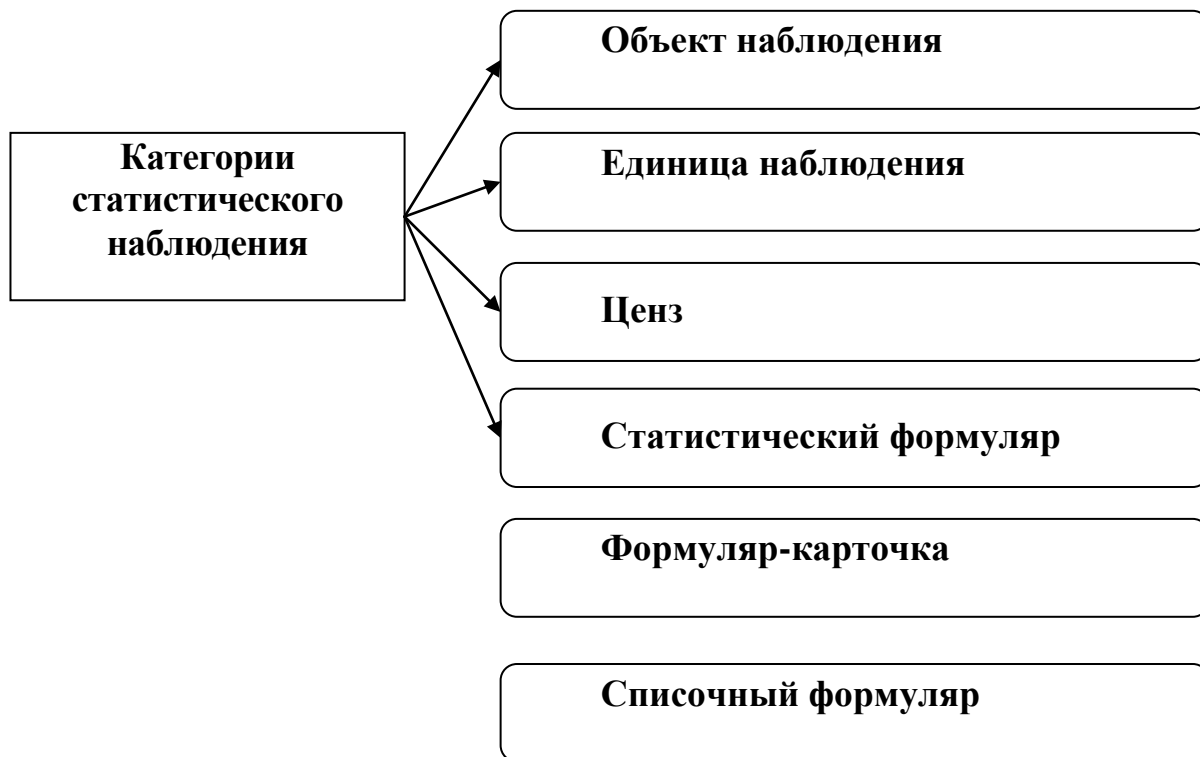 Категории
статистического
наблюдения
Объект наблюдения
Единица наблюдения
Ценз
Статистический формуляр
Формуляр-карточка
Списочный формуляр